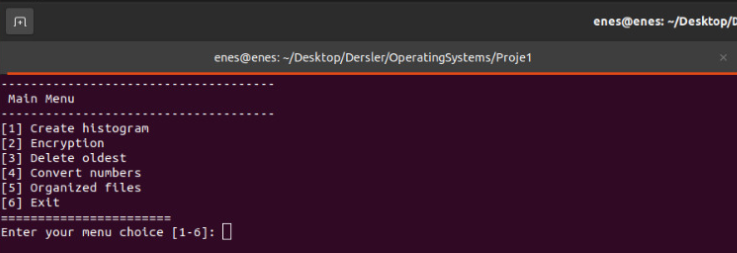 enes@enes: ~/Desktop/D
enes@enes: ~/Desktop/Dersler/OperatingSystems/Proje1
------------------------------------
Main Menu
------------------------------------
[1] Create histogram
[2] Encryption
[3] Delete oldest
[4] Convert numbers
[5] Organized files
[6] Exit
=======================
Enter your menu choice [1-6]: